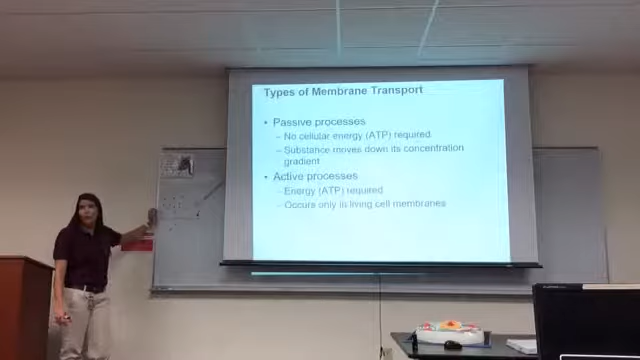 Types of Membrane Transport
• Passive processes
– No cellular energy (ATP) required
– Substance moves down its concentration
gradient
• Active processes
– Energy (ATP) required
– Occurs only in living cell membranes